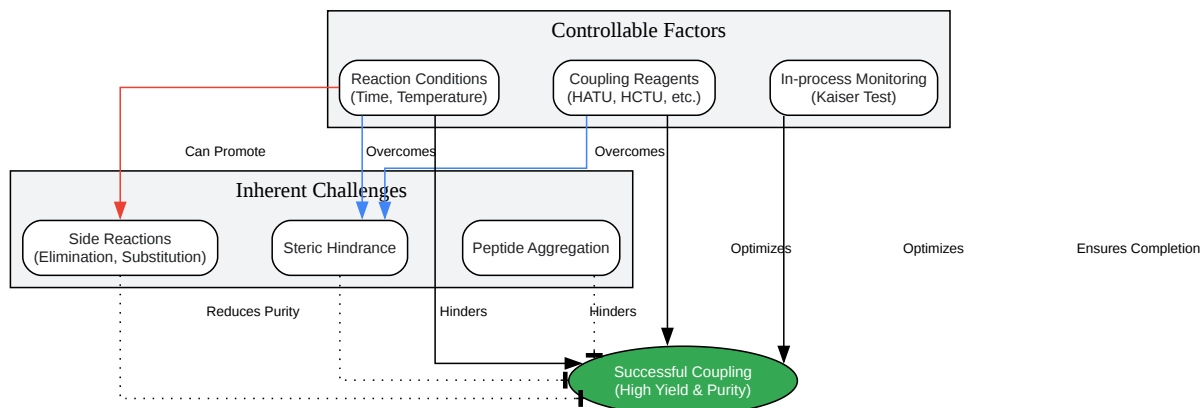 Controllable Factors
Reaction Conditions
(Time, Temperature)
Coupling Reagents
(HATU, HCTU, etc.)
In-process Monitoring
(Kaiser Test)
Can Promote
Overcomes
Overcomes
Inherent Challenges
Side Reactions
(Elimination, Substitution)
Steric Hindrance
Peptide Aggregation
Optimizes
Optimizes
Ensures Completion
Reduces Purity
Hinders
Hinders
Successful Coupling
(High Yield & Purity)